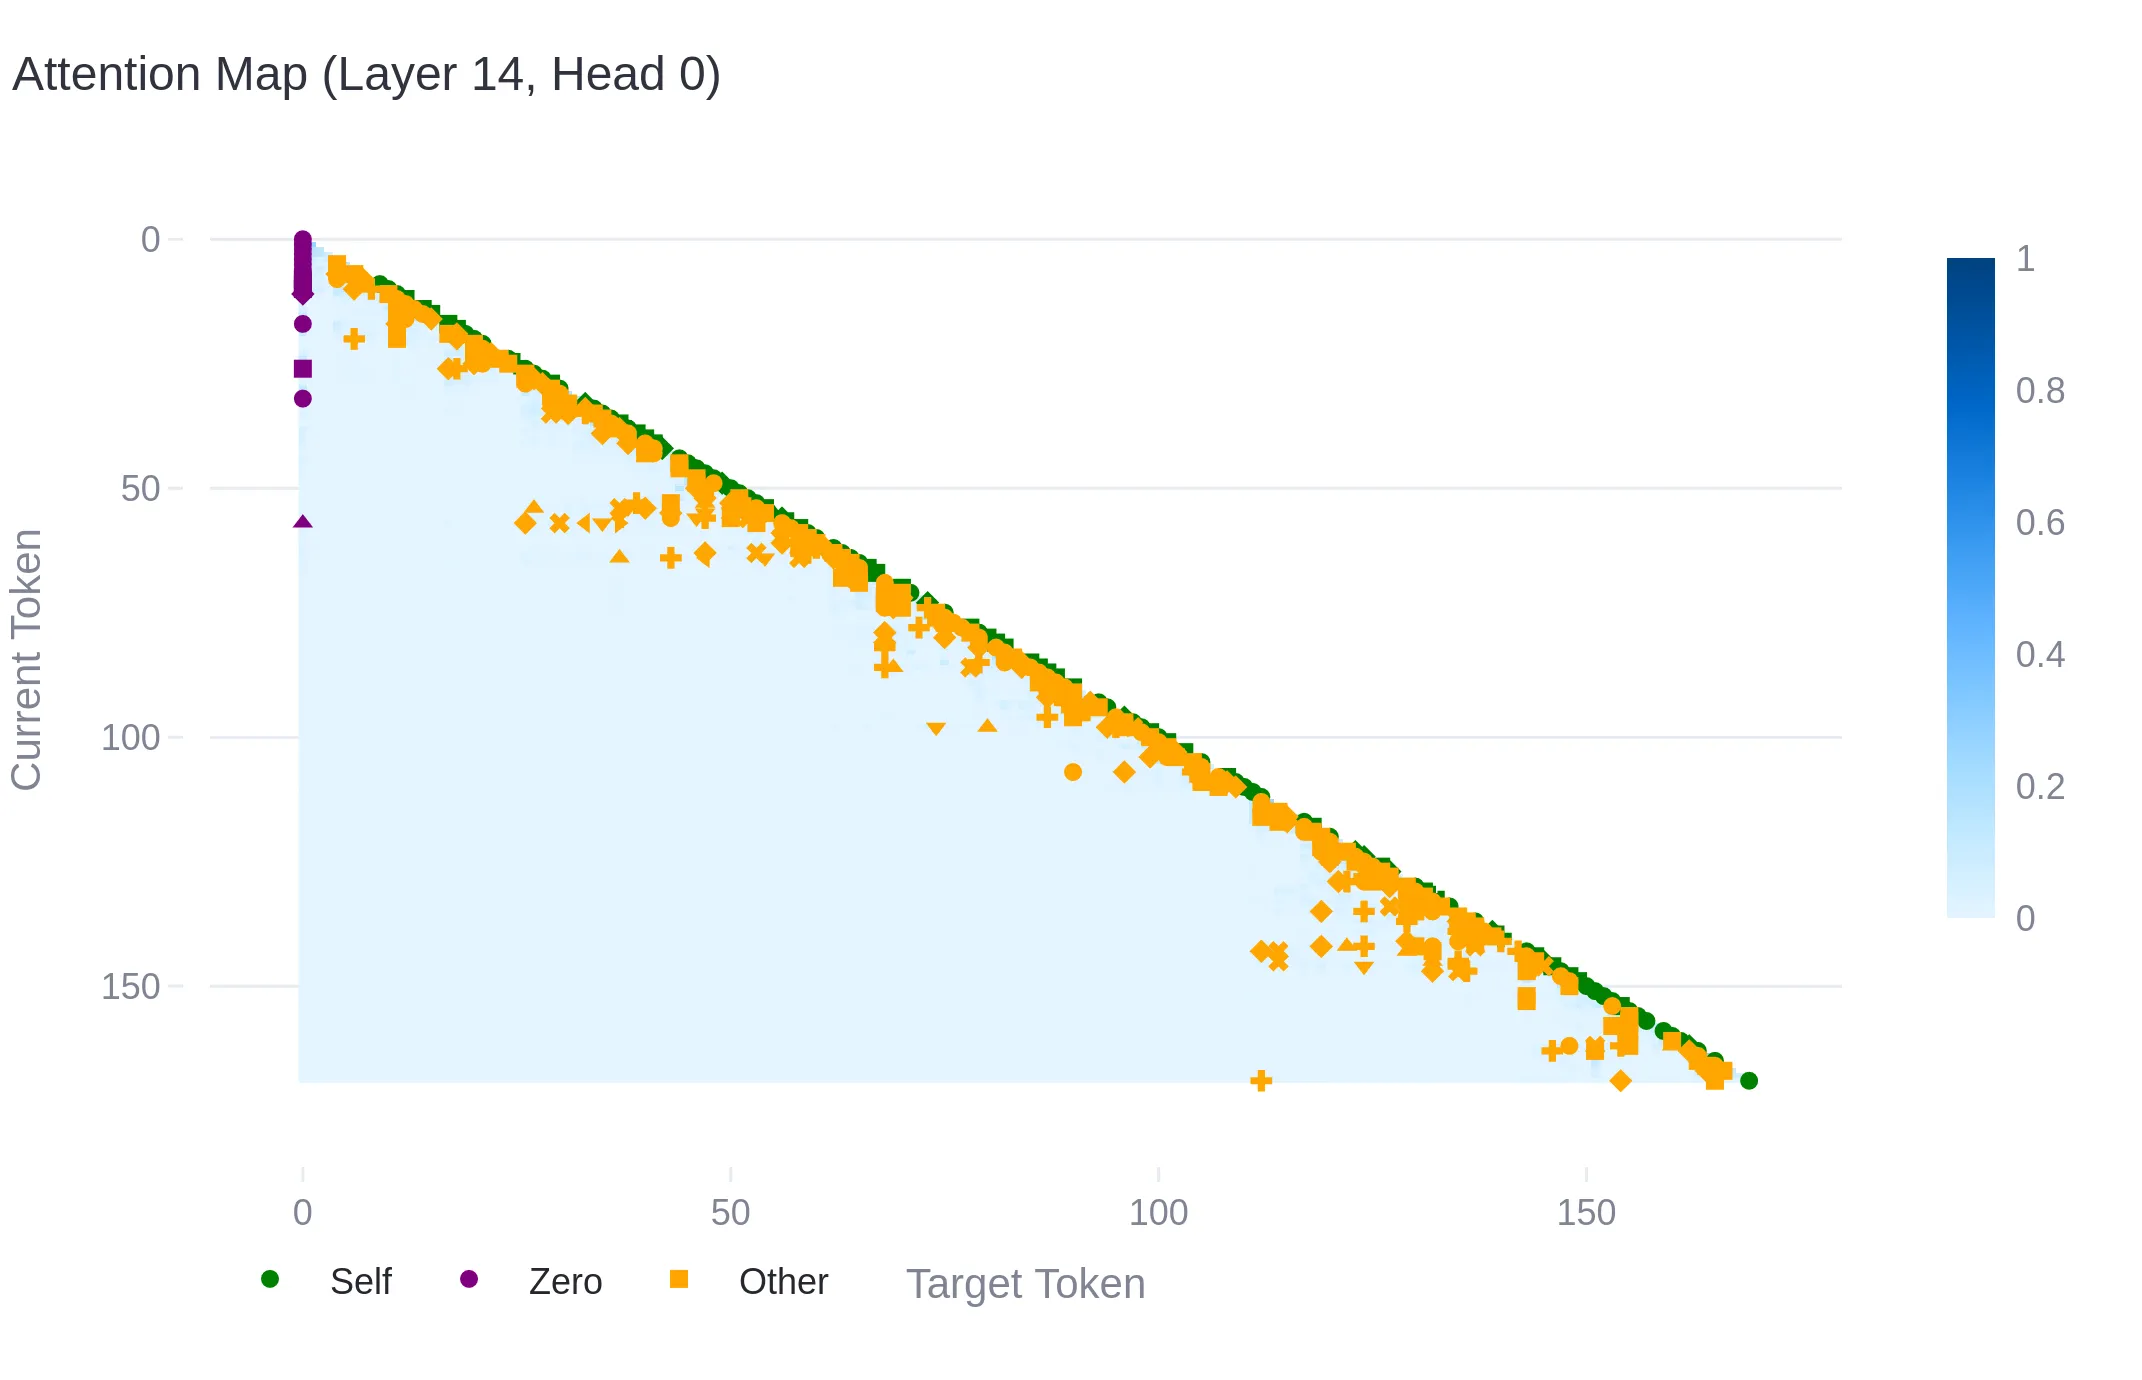 Attention Map (Layer 14, Head 0)
0
50
100
150
Current Token
1
0.8
0.6
0.4
0.2
0
0 50 100 150
Self Zero Other
Target Token